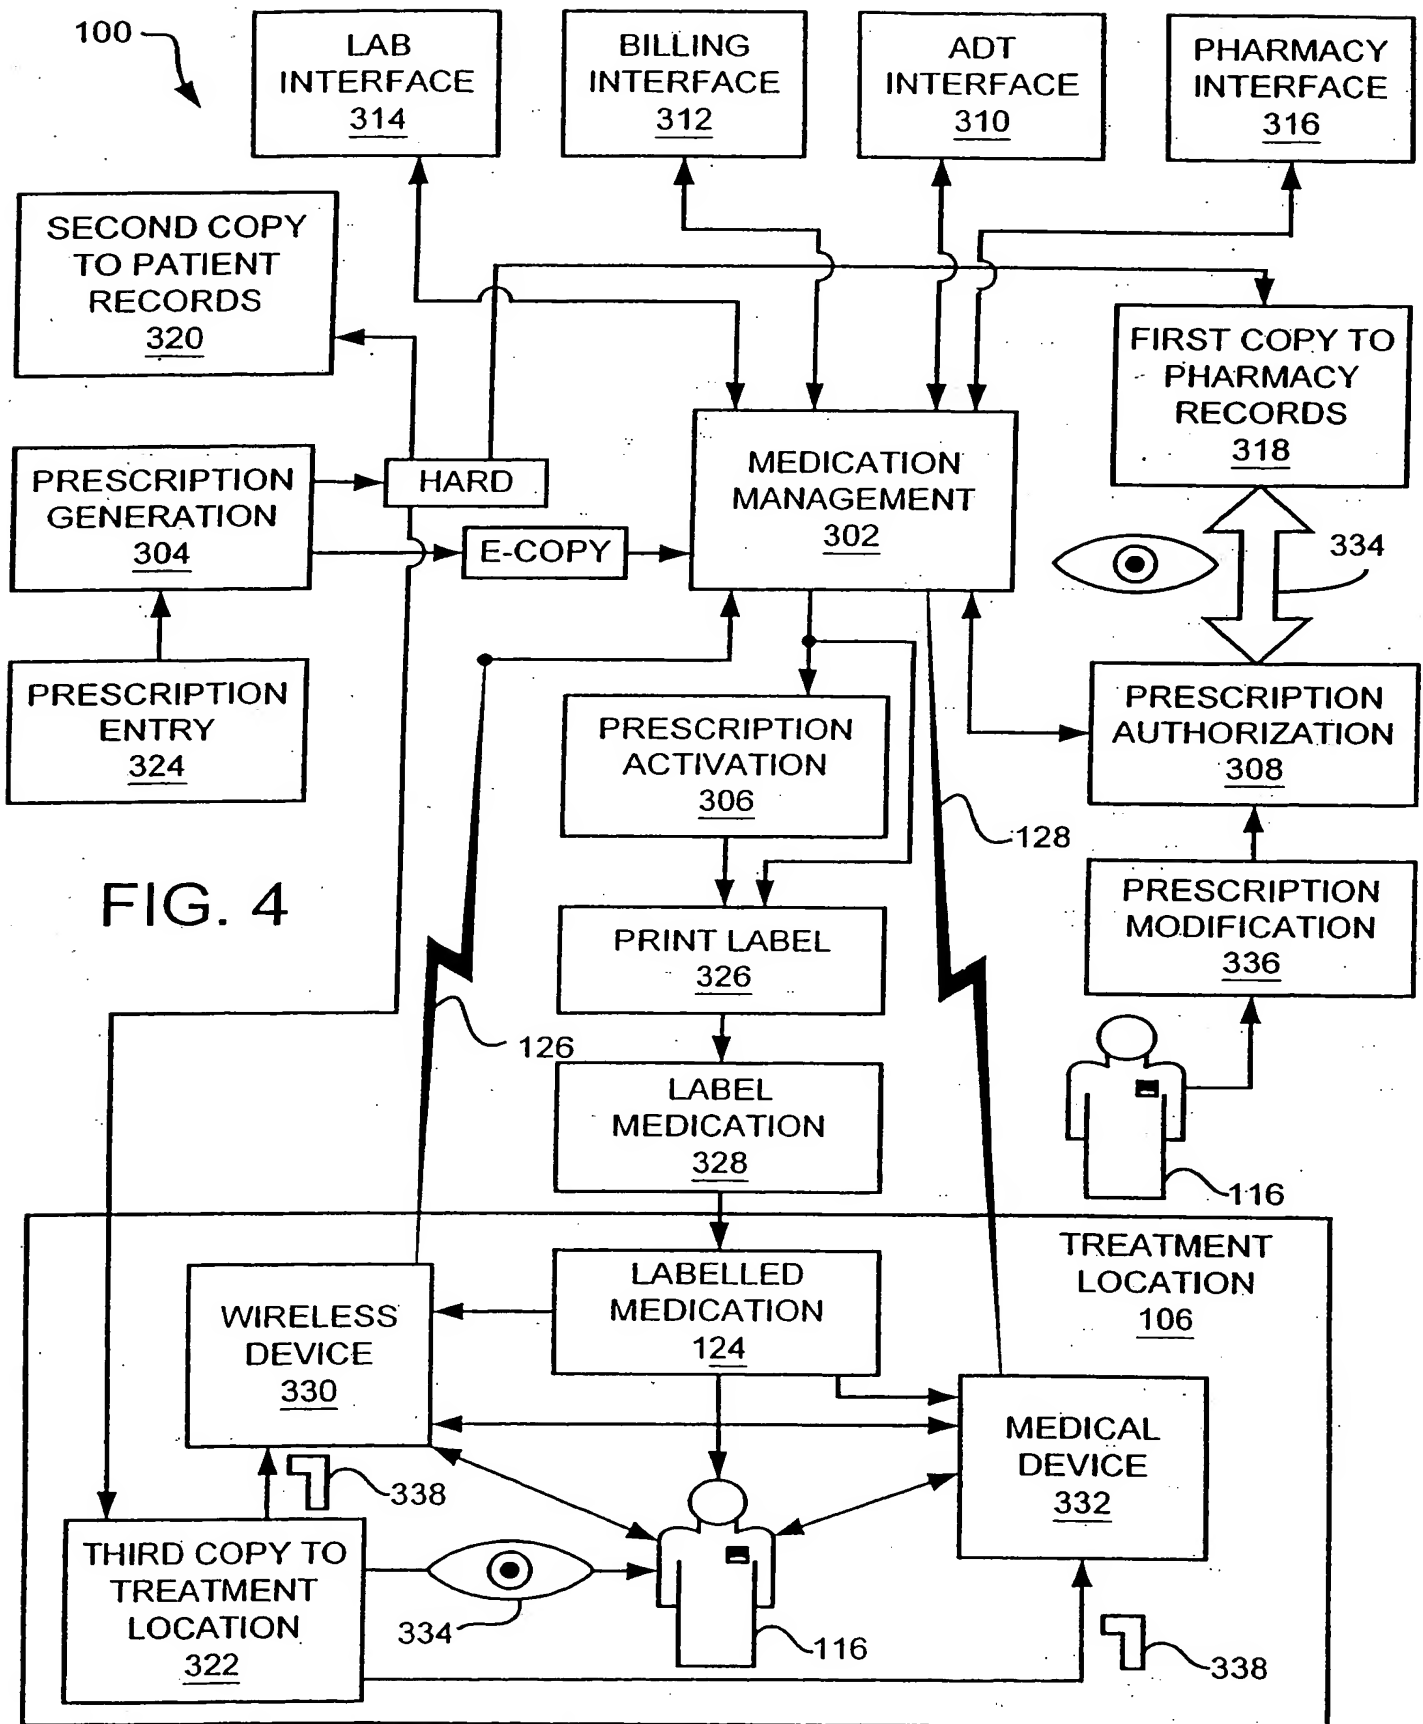 100
LAB
INTERFACE
314
BILLING
INTERFACE
312
ADT
INTERFACE
310
PHARMACY
INTERFACE
316
SECOND COPY
TO PATIENT
RECORDS
320
FIRST COPY TO
PHARMACY
RECORDS
318
PRESCRIPTION
GENERATION
304
HARD
E-COPY
MEDICATION
MANAGEMENT
302
334
PRESCRIPTION
ENTRY
324
PRESCRIPTION
ACTIVATION
306
PRESCRIPTION
AUTHORIZATION
308
128
FIG. 4
PRINT LABEL
326
PRESCRIPTION
MODIFICATION
336
126
LABEL
MEDICATION
328
116
TREATMENT
LOCATION
106
WIRELESS
DEVICE
330
LABELLED
MEDICATION
124
MEDICAL
DEVICE
332
338
THIRD COPY TO
TREATMENT
LOCATION
322
334
116
338